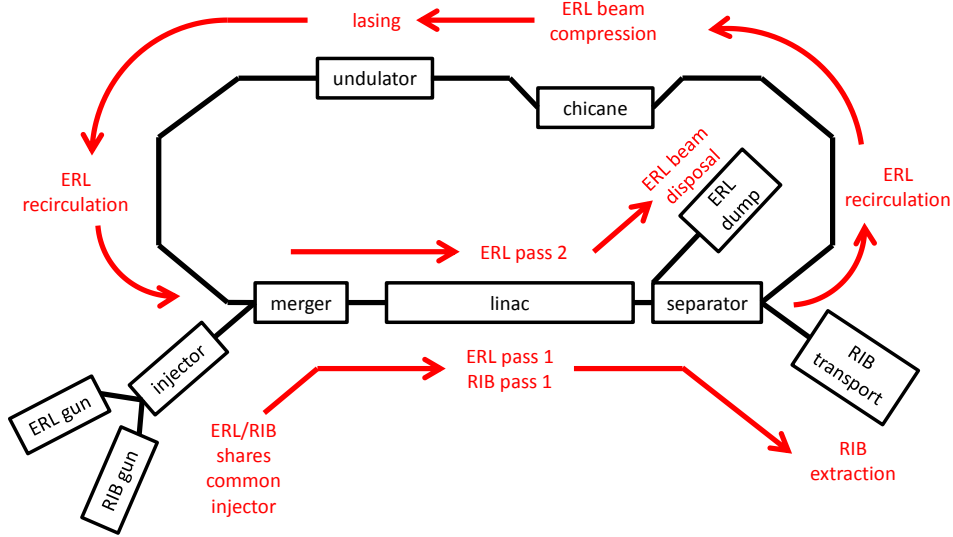 lasing
ERL beam
compression
undulator
chicane
ERL
recirculation
ERL beam
disposal
ERL
dump
ERL
recirculation
ERL pass 2
merger
linac
separator
injector
ERL pass 1
RIB pass 1
RIB
transport
ERL gun
RIB gun
ERL/RIB
shares
common
injector
RIB
extraction